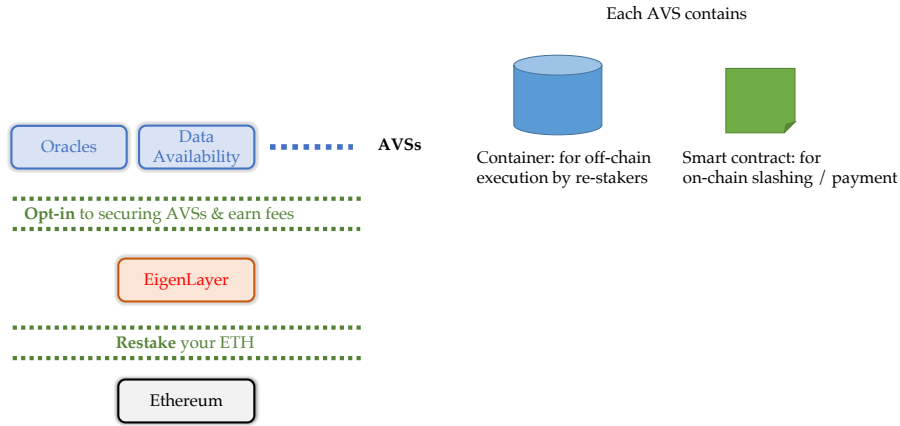 Each AVS contains
Oracles
Data
Availability
AVSs
Container: for off-chain
execution by re-stakers
Smart contract: for
on-chain slashing / payment
Opt-in to securing AVSs & earn fees
EigenLayer
Restake your ETH
Ethereum